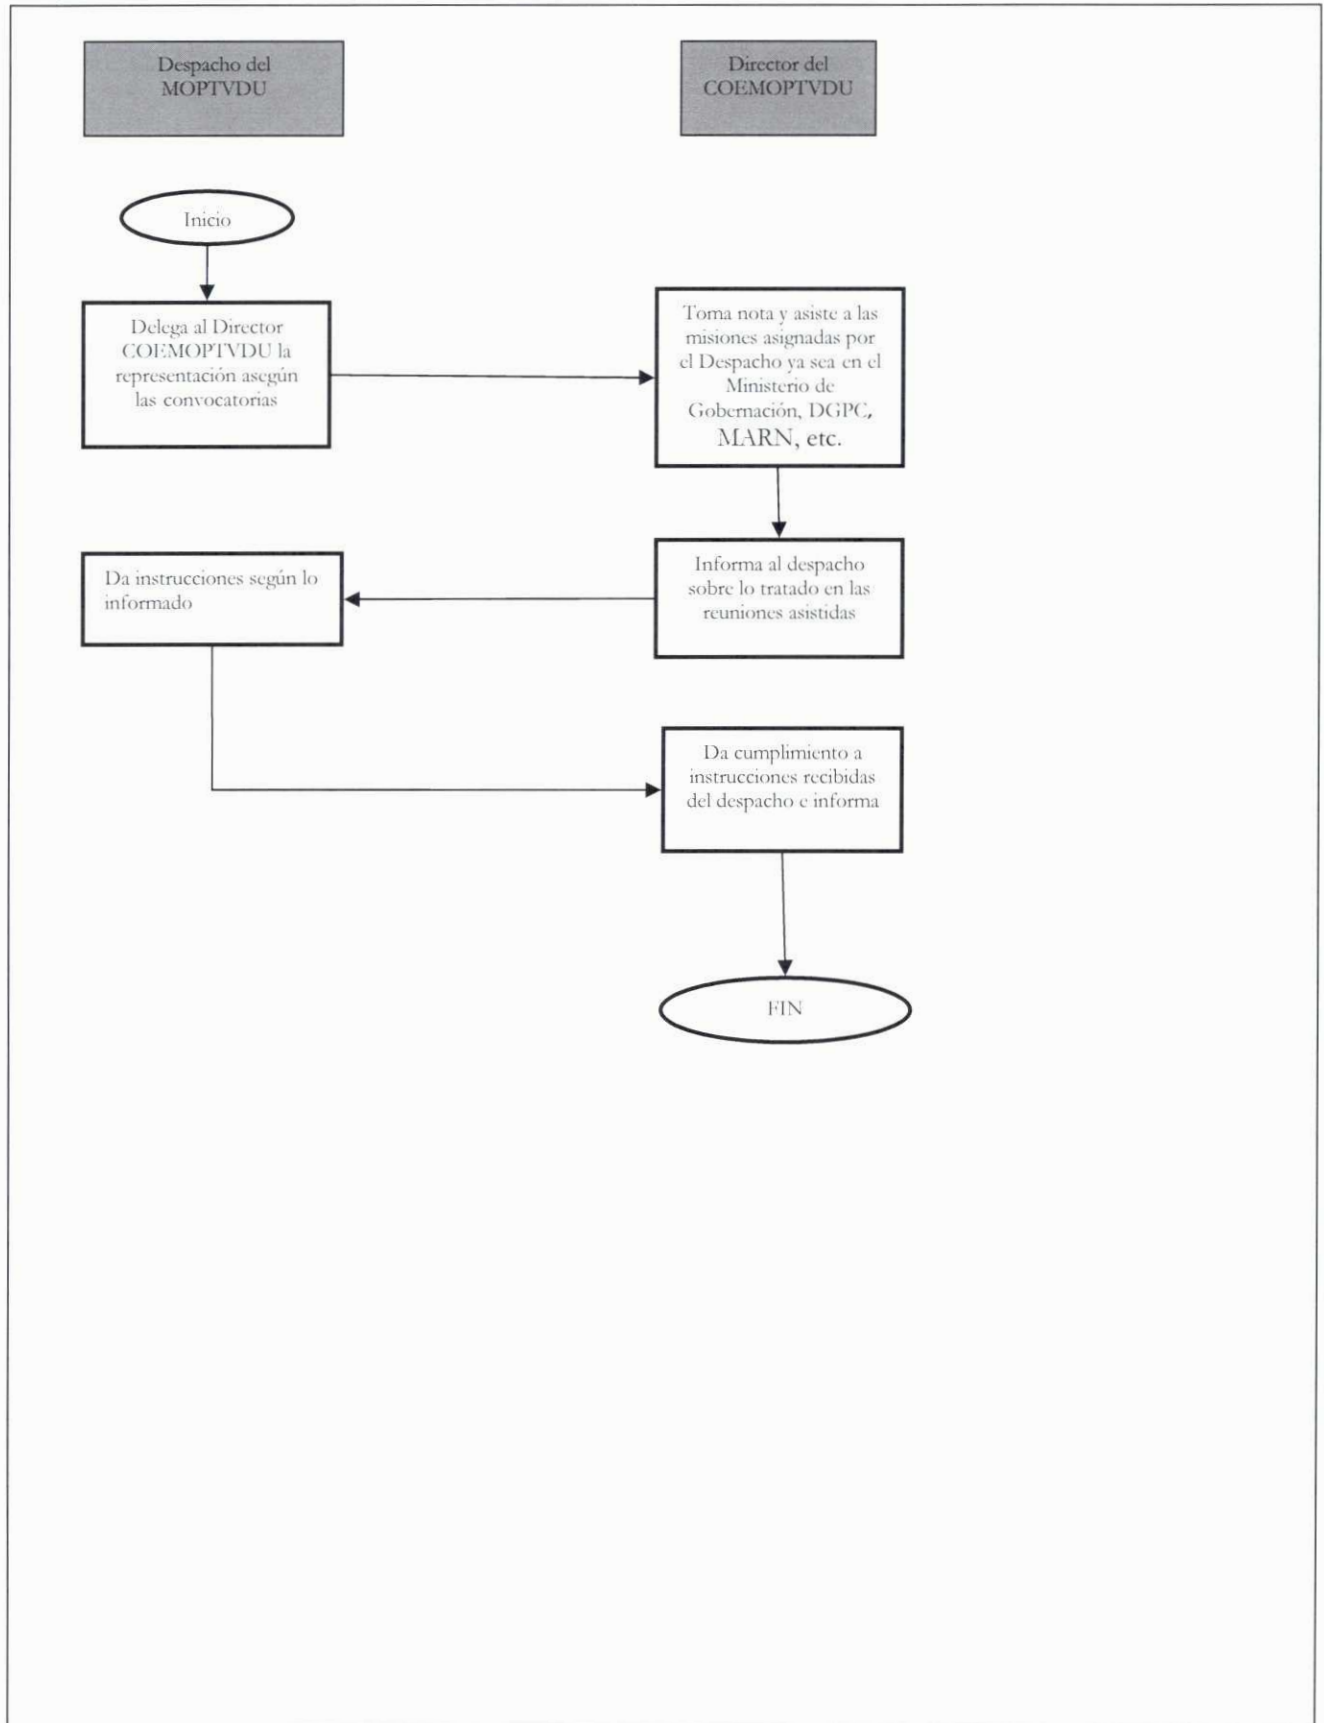 Despacho del
MOPTVDU
Director del
COEMOPTVDU
Inicio
Delega al Director
COEMOPTVDU la
representación asegún
las convocatorias
Toma nota y asiste a las
misiones asignadas por
el Despacho ya sea en el
Ministerio de
Gobernación, DGPC,
MARN, etc.
Informa al despacho
sobre lo tratado en las
reuniones asistidas
Da instrucciones según lo
informado
Da cumplimiento a
instrucciones recibidas
del despacho e informa
FIN